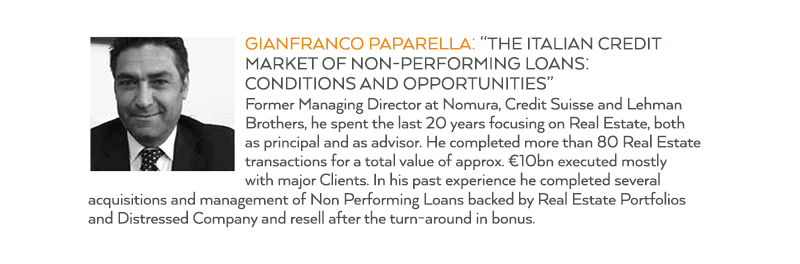 GIANFRANCO PAPARELLA: “THE ITALIAN CREDIT
MARKET OF NON-PERFORMING LOANS:
CONDITIONS AND OPPORTUNITIES”
Former Managing Director at Nomura, Credit Suisse and Lehman
Brothers, he spent the last 20 years focusing on Real Estate, both
as principal and as advisor. He completed more than 80 Real Estate
transactions for a total value of approx. €10bn executed mostly
with major Clients. In his past experience he completed several
acquisitions and management of Non Performing Loans backed by Real Estate Portfolios
and Distressed Company and resell after the turn-around in bonus.